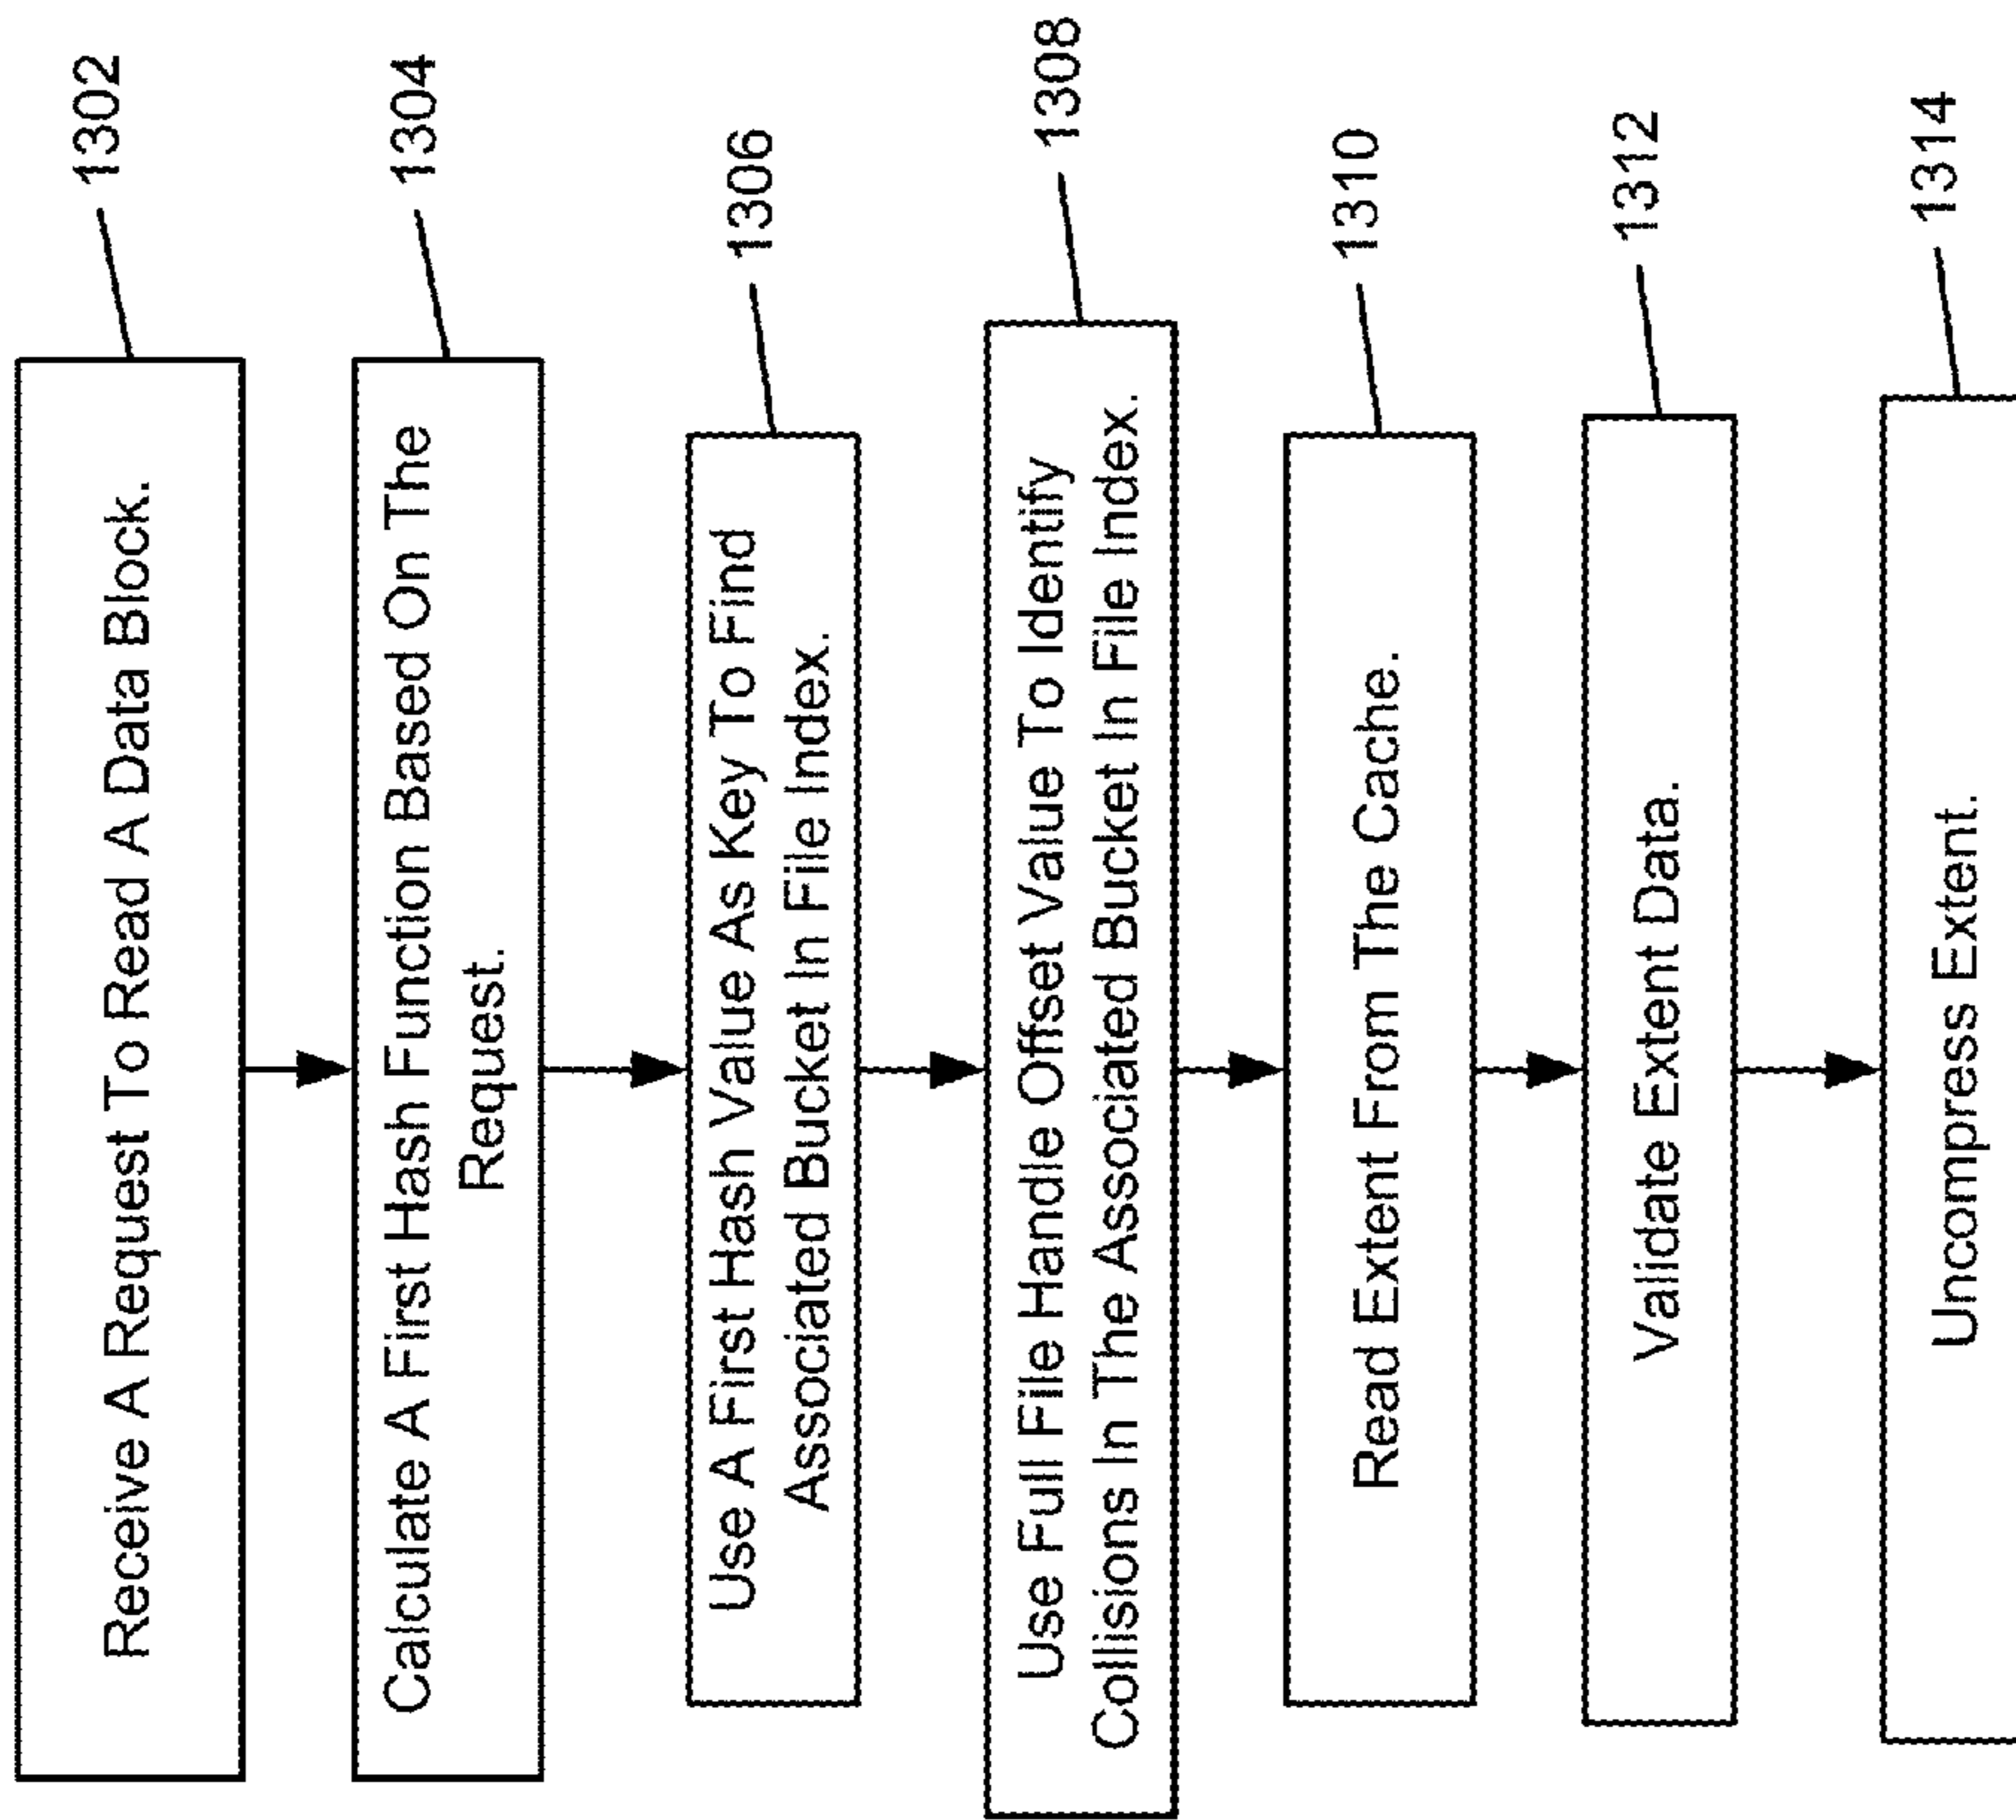 Receive A Request To Read A Data Block.
1302
Calculate A First Hash Function Based On The
Request.
1304
Use A First Hash Value As Key To Find
Associated Bucket In File Index.
1306
Use Full File Handle Offset Value To Identify
Collisions In The Associated Bucket In File Index.
1308
Read Extent From The Cache.
1310
Validate Extent Data.
1312
Uncompress Extent.
1314